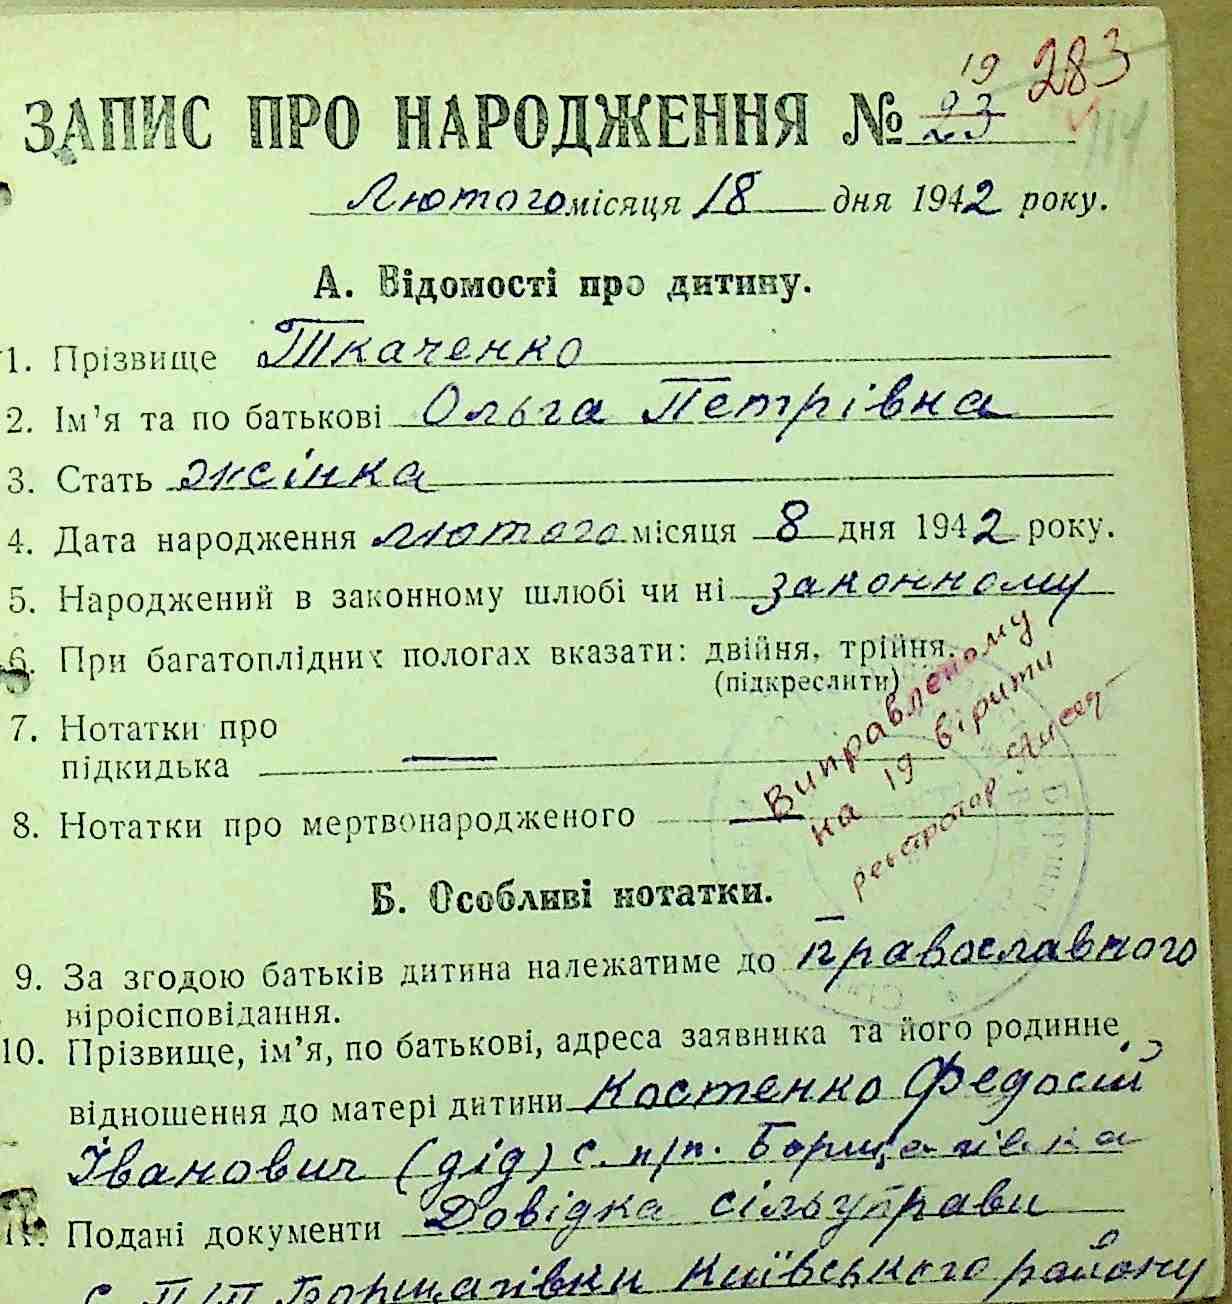 19 283
ЗАПИС ПРО НАРОДЖЕННЯ № 23
114
Лютого місяця 18 дня 1942 року.
А. Відомості про дитину.
1. Прізвище Ткаченко
2. Ім'я та по батькові Ольга Петрівна
3. Стать жінка
4. Дата народження лютого місяця 8 дня 1942 року.
5. Народжений в законному шлюбі чи ні законному
6. При багатоплідних пологах вказати: двійня, трійня.
(підкреслити)
Виправленому
на 19 вірити
7. Нотатки про
підкидька —
8. Нотатки про мертвонародженого —
Б. Особливі нотатки.
9. За згодою батьків дитина належатиме до православного
віроісповідання.
10. Прізвище, ім'я, по батькові, адреса заявника та його родинне
відношення до матері дитини Костенко Федосій
Іванович (дід) с. п/п. Борщагівка
11. Подані документи Довідка сільуправи
с. П/П Борщагівки Київського району